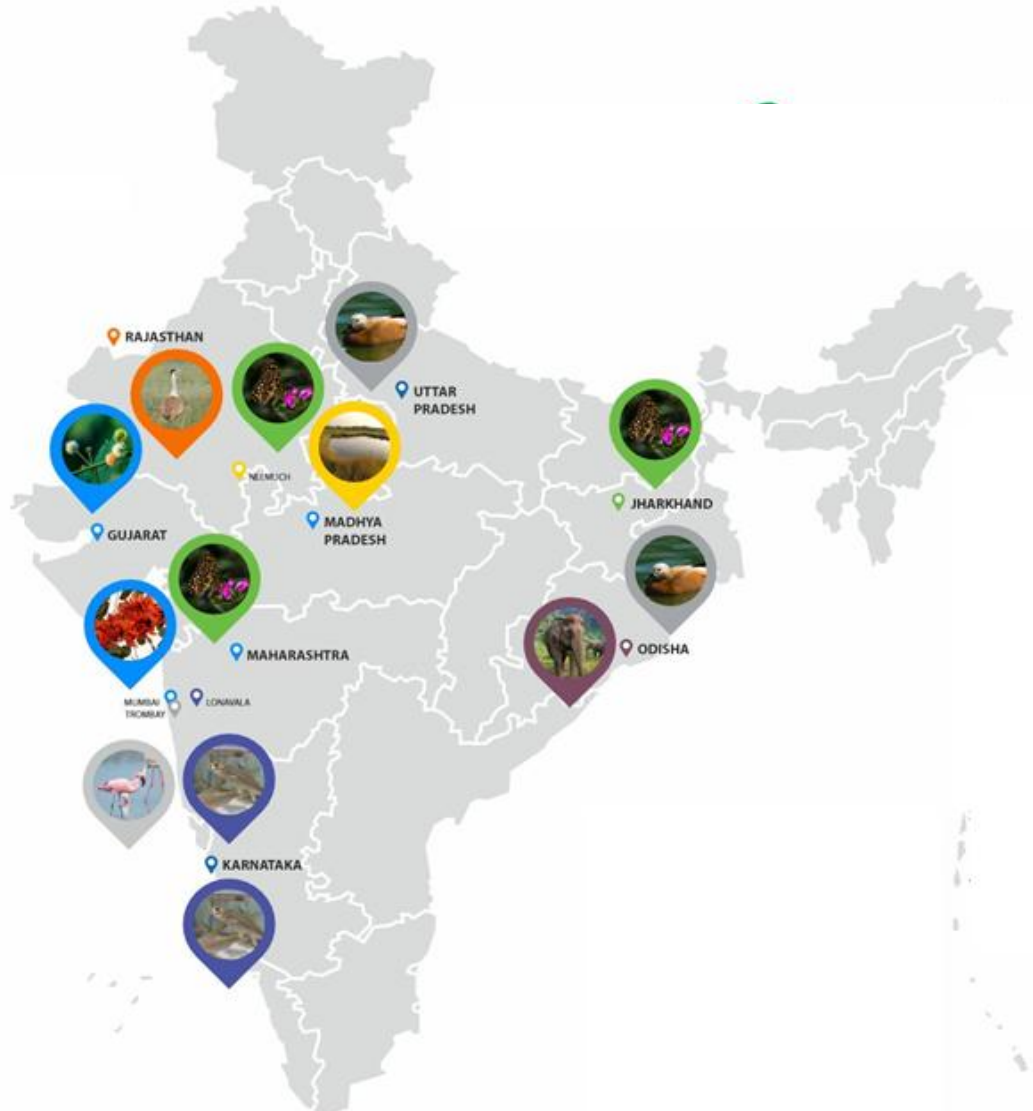 RAJASTHAN
UTTAR
PRADESH
NEEMUCH
JHARKHAND
MADHYA
PRADESH
GUJARAT
ODISHA
MAHARASHTRA
MUMBAI
TROMBAY
LONAVALA
KARNATAKA